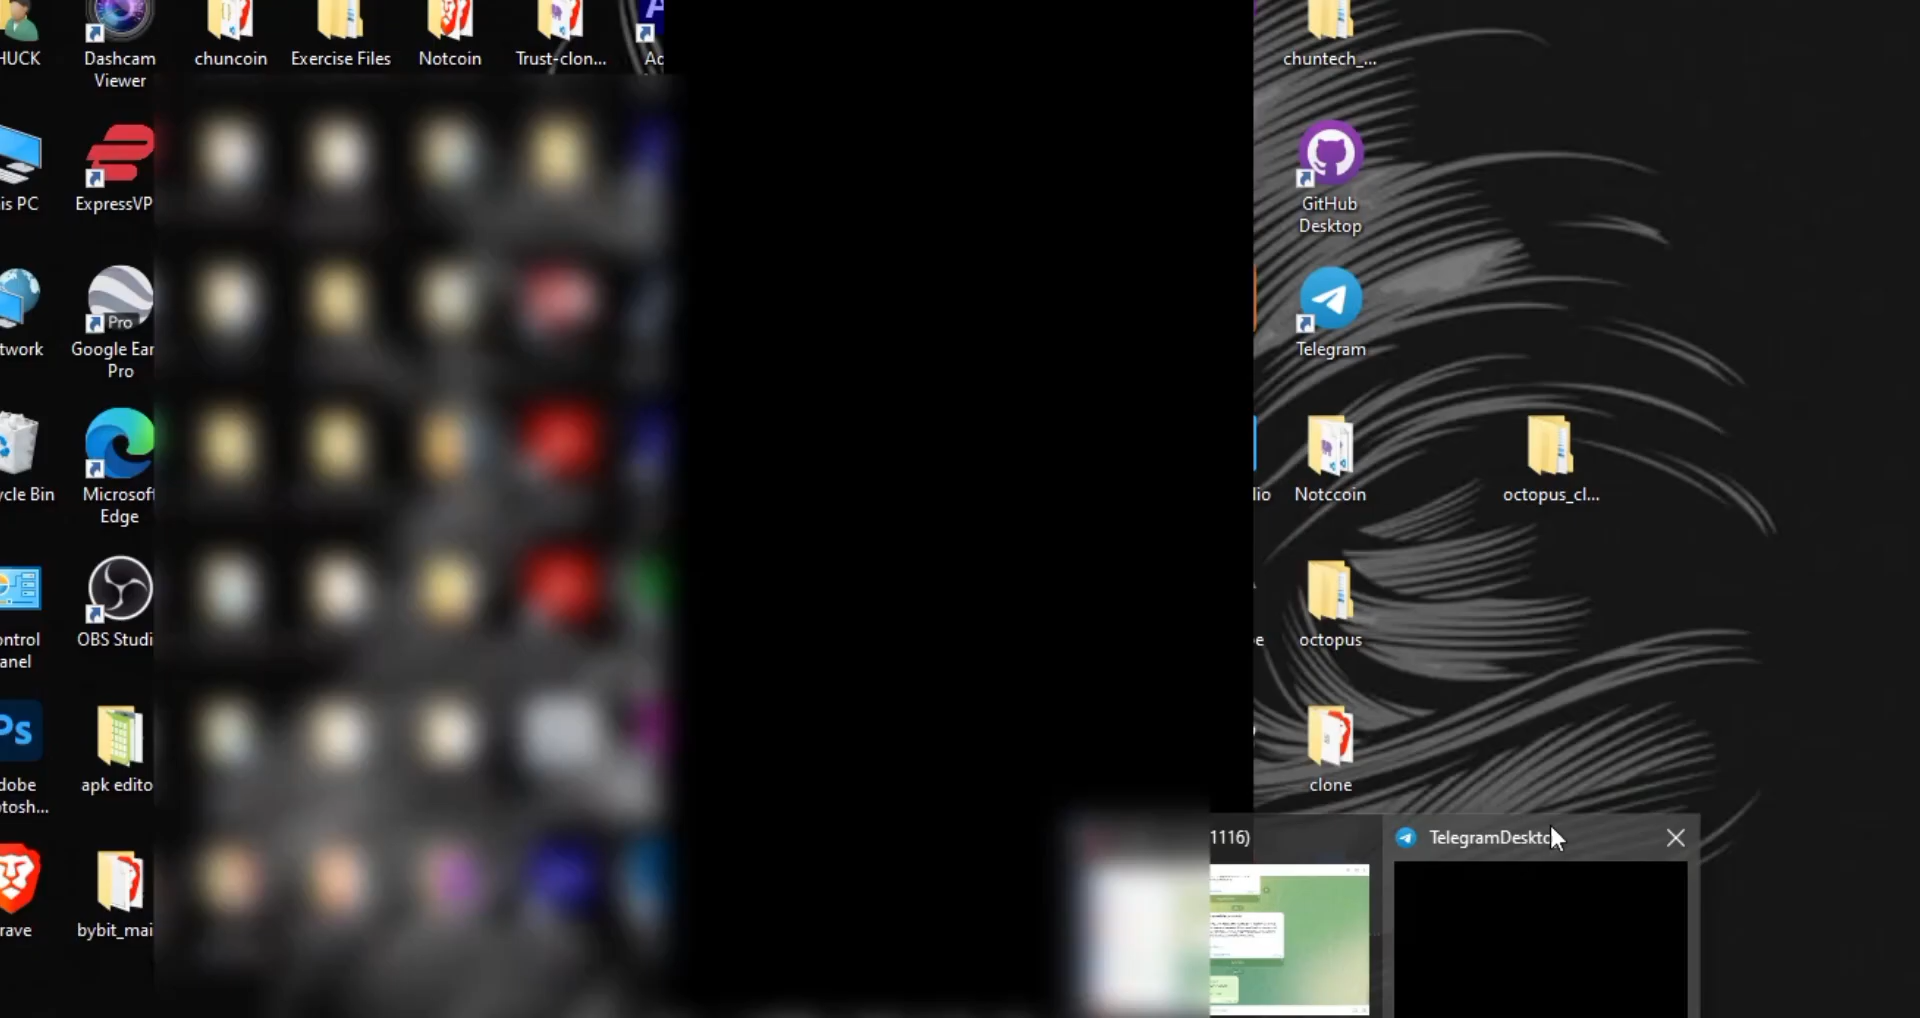 HUCK
Dashcam
Viewer
chuncoin
Exercise Files
Notcoin
Trust-clon...
Ac
chuntech_...
is PC
ExpressVP
GitHub
Desktop
twork
Pro
Google Ear
Pro
Telegram
ycle Bin
Microsoft
Edge
lio
Notccoin
octopus_cl...
ontrol
anel
OBS Studi
e
octopus
Ps
dobe
otosh...
apk edito
clone
rave
bybit_mai
1116)
TelegramDeskto